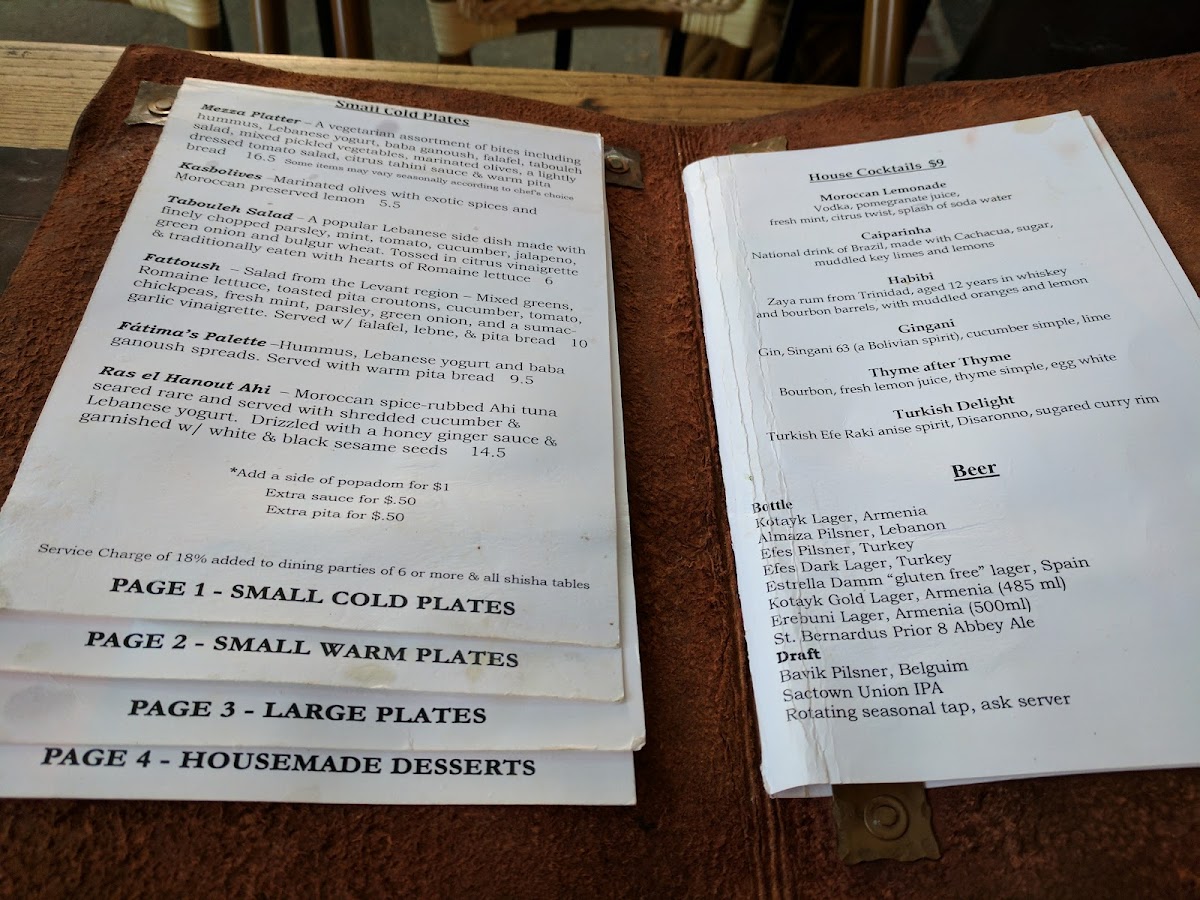 Small Cold Plates
Mezza Platter – A vegetarian assortment of bites including
hummus, Lebanese yogurt, baba ganoush, falafel, tabouleh
salad, mixed pickled vegetables, marinated olives, a lightly
dressed tomato salad, citrus tahini sauce & warm pita
bread 16.5 Some items may vary seasonally according to chef's choice
Kasbolives –Marinated olives with exotic spices and
Moroccan preserved lemon 5.5
Tabouleh Salad – A popular Lebanese side dish made with
finely chopped parsley, mint, tomato, cucumber, jalapeno,
green onion and bulgur wheat. Tossed in citrus vinaigrette
& traditionally eaten with hearts of Romaine lettuce 6
Fattoush – Salad from the Levant region – Mixed greens,
Romaine lettuce, toasted pita croutons, cucumber, tomato,
chickpeas, fresh mint, parsley, green onion, and a sumac-
garlic vinaigrette. Served w/ falafel, lebne, & pita bread 10
Fátima's Palette –Hummus, Lebanese yogurt and baba
ganoush spreads. Served with warm pita bread 9.5
Ras el Hanout Ahi – Moroccan spice-rubbed Ahi tuna
seared rare and served with shredded cucumber &
Lebanese yogurt. Drizzled with a honey ginger sauce &
garnished w/ white & black sesame seeds 14.5
*Add a side of popadom for $1
Extra sauce for $.50
Extra pita for $.50
Service Charge of 18% added to dining parties of 6 or more & all shisha tables
PAGE 1 - SMALL COLD PLATES
PAGE 2 - SMALL WARM PLATES
PAGE 3 - LARGE PLATES
PAGE 4 - HOUSEMADE DESSERTS
House Cocktails $9
Moroccan Lemonade
Vodka, pomegranate juice,
fresh mint, citrus twist, splash of soda water
Caiparinha
National drink of Brazil, made with Cachacua, sugar,
muddled key limes and lemons
Habibi
Zaya rum from Trinidad, aged 12 years in whiskey
and bourbon barrels, with muddled oranges and lemon
Gingani
Gin, Singani 63 (a Bolivian spirit), cucumber simple, lime
Thyme after Thyme
Bourbon, fresh lemon juice, thyme simple, egg white
Turkish Delight
Turkish Efe Raki anise spirit, Disaronno, sugared curry rim
Beer
Bottle
Kotayk Lager, Armenia
Almaza Pilsner, Lebanon
Efes Pilsner, Turkey
Efes Dark Lager, Turkey
Estrella Damm "gluten free" lager, Spain
Kotayk Gold Lager, Armenia (485 ml)
Erebuni Lager, Armenia (500ml)
St. Bernardus Prior 8 Abbey Ale
Draft
Bavik Pilsner, Belguim
Sactown Union IPA
Rotating seasonal tap, ask server